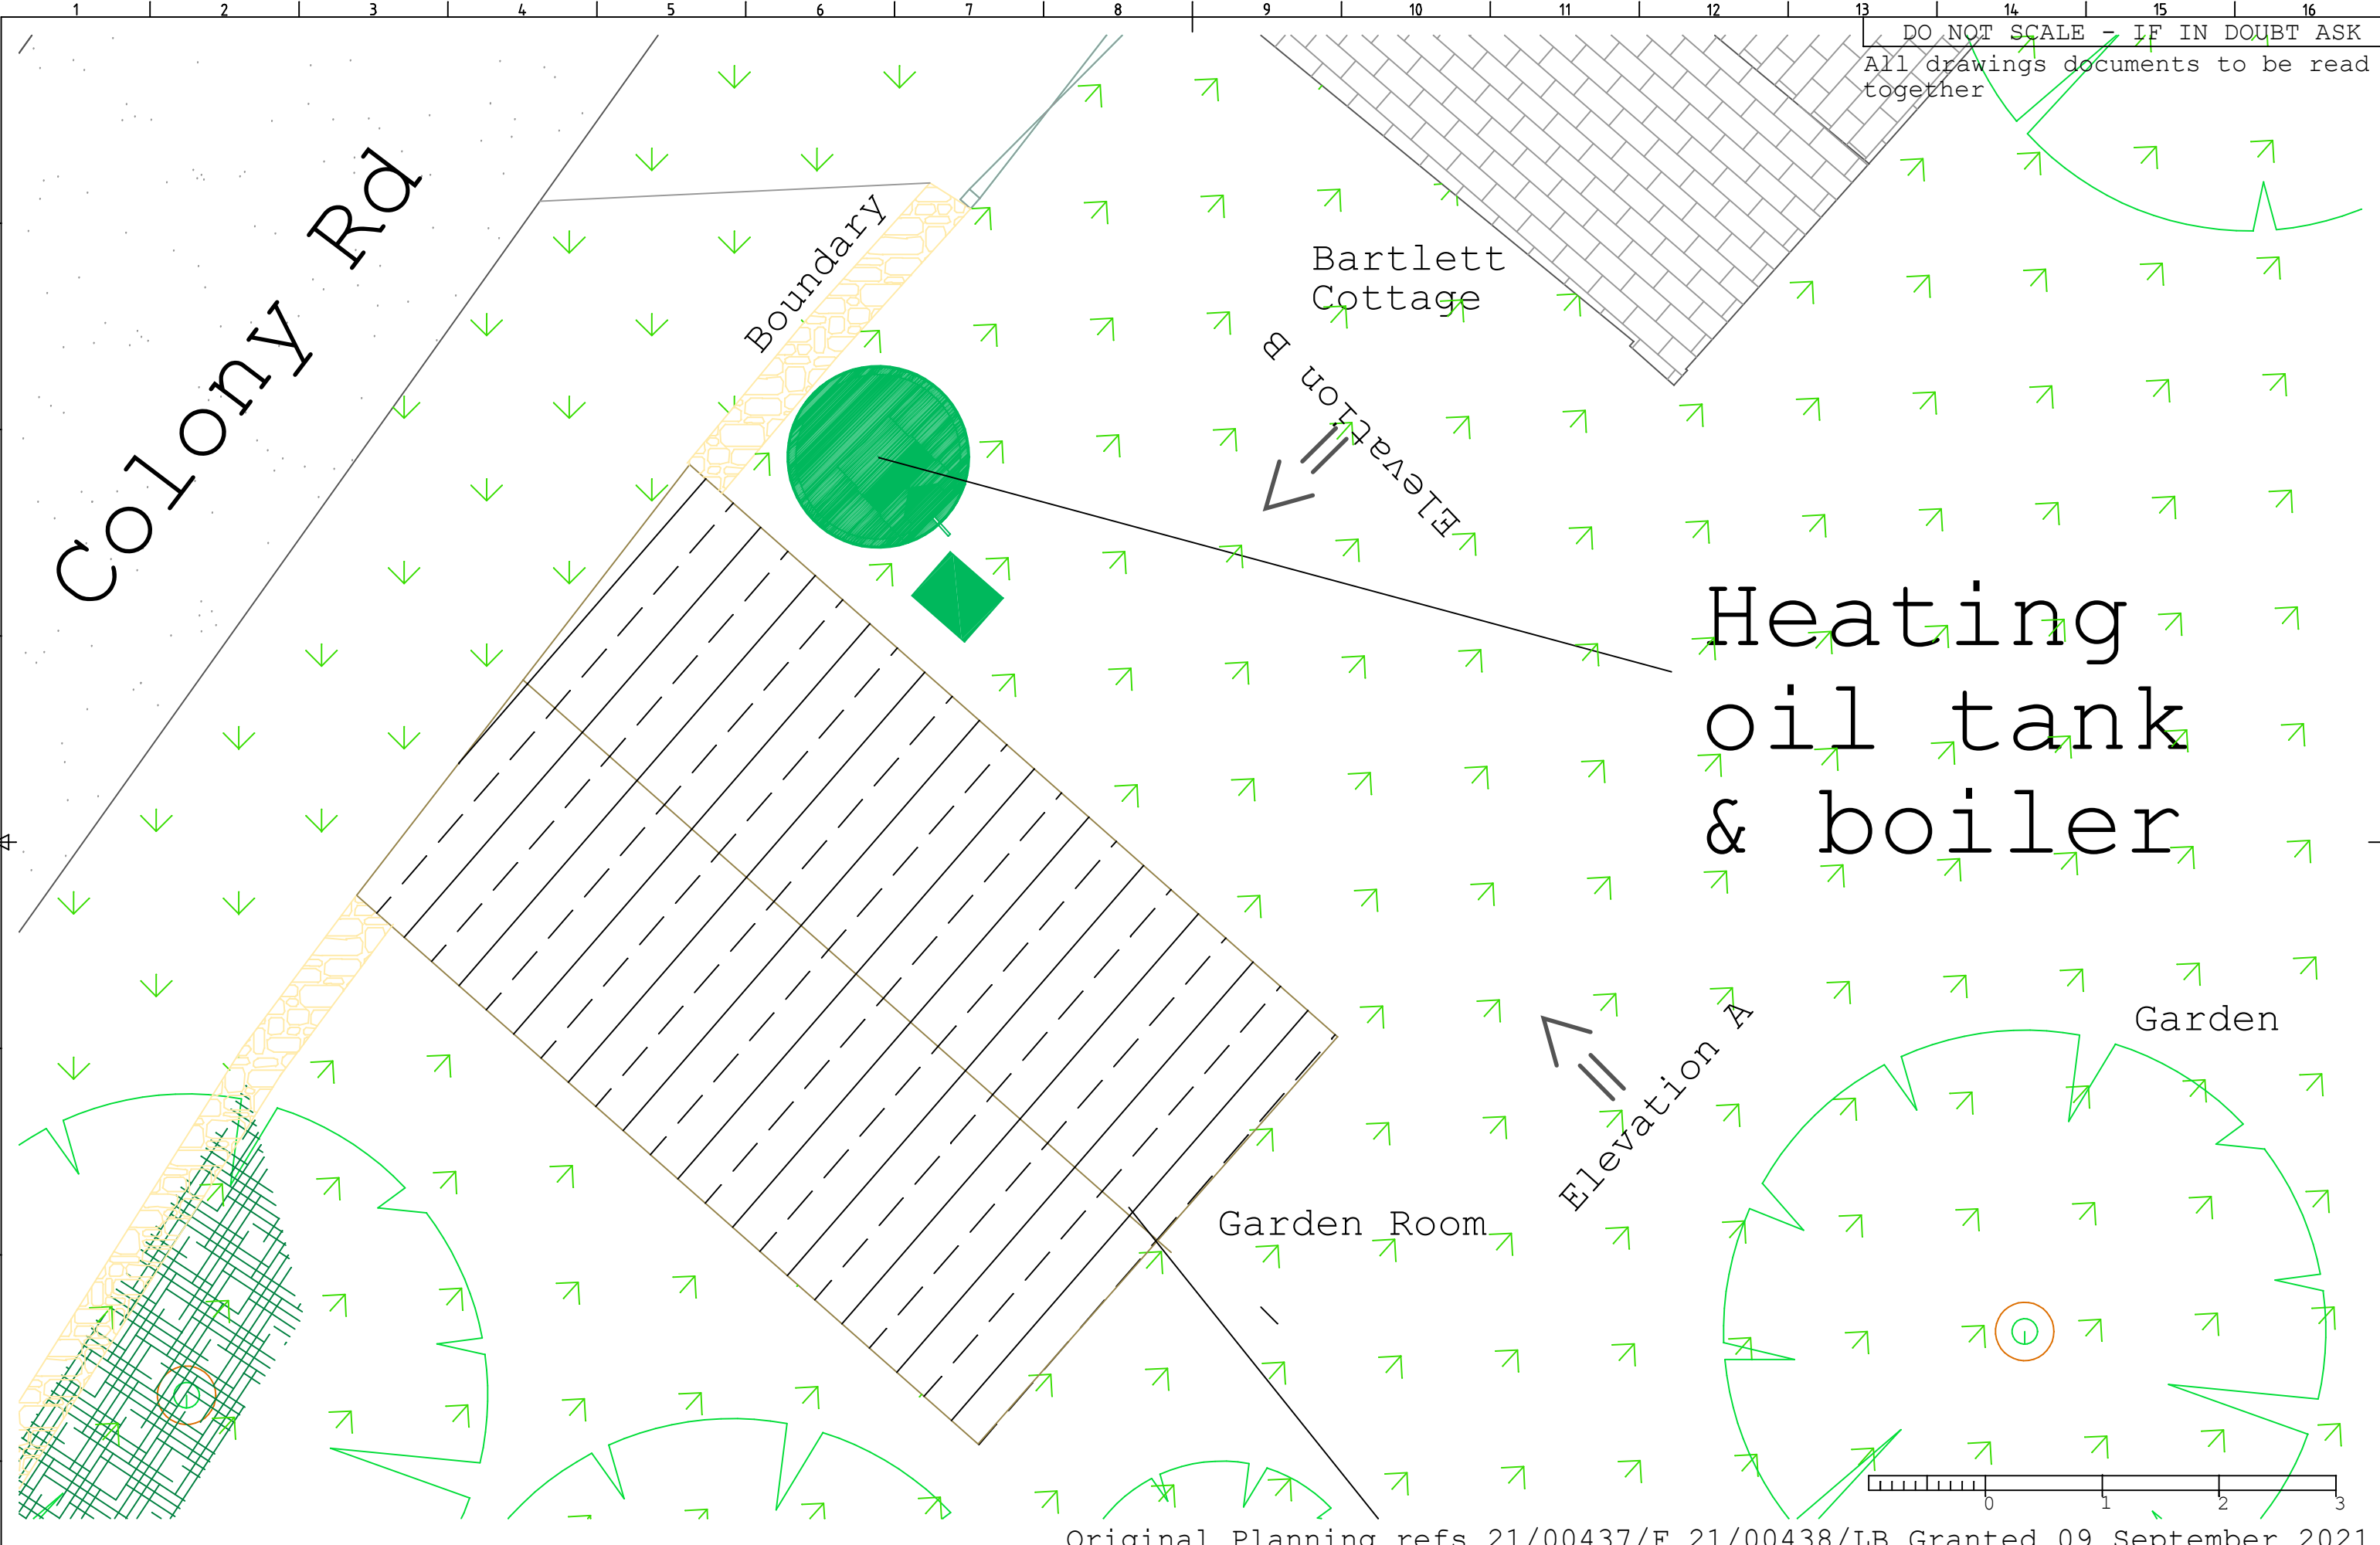 1 2 3 4 5 6 7 8 9 10 11 12 13 14 15 16
DO NOT SCALE - IF IN DOUBT ASK
All drawings documents to be read
together
Colony Rd
Boundary
Bartlett
Cottage
Elevation B
Heating
oil tank
& boiler
Elevation A
Garden
Garden Room
0 1 2 3
Original Planning refs 21/00437/F 21/00438/LB Granted 09 September 2021